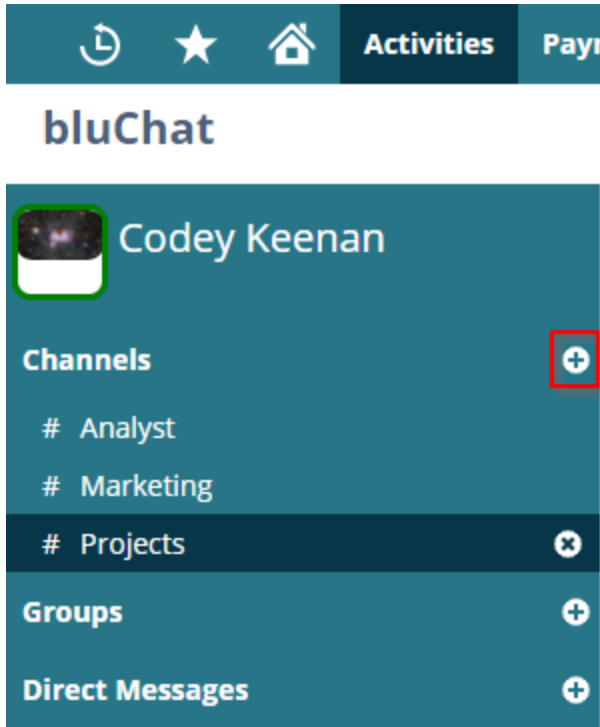 Activities
bluChat
Codey Keenan
Channels
# Analyst
# Marketing
# Projects
Groups
Direct Messages